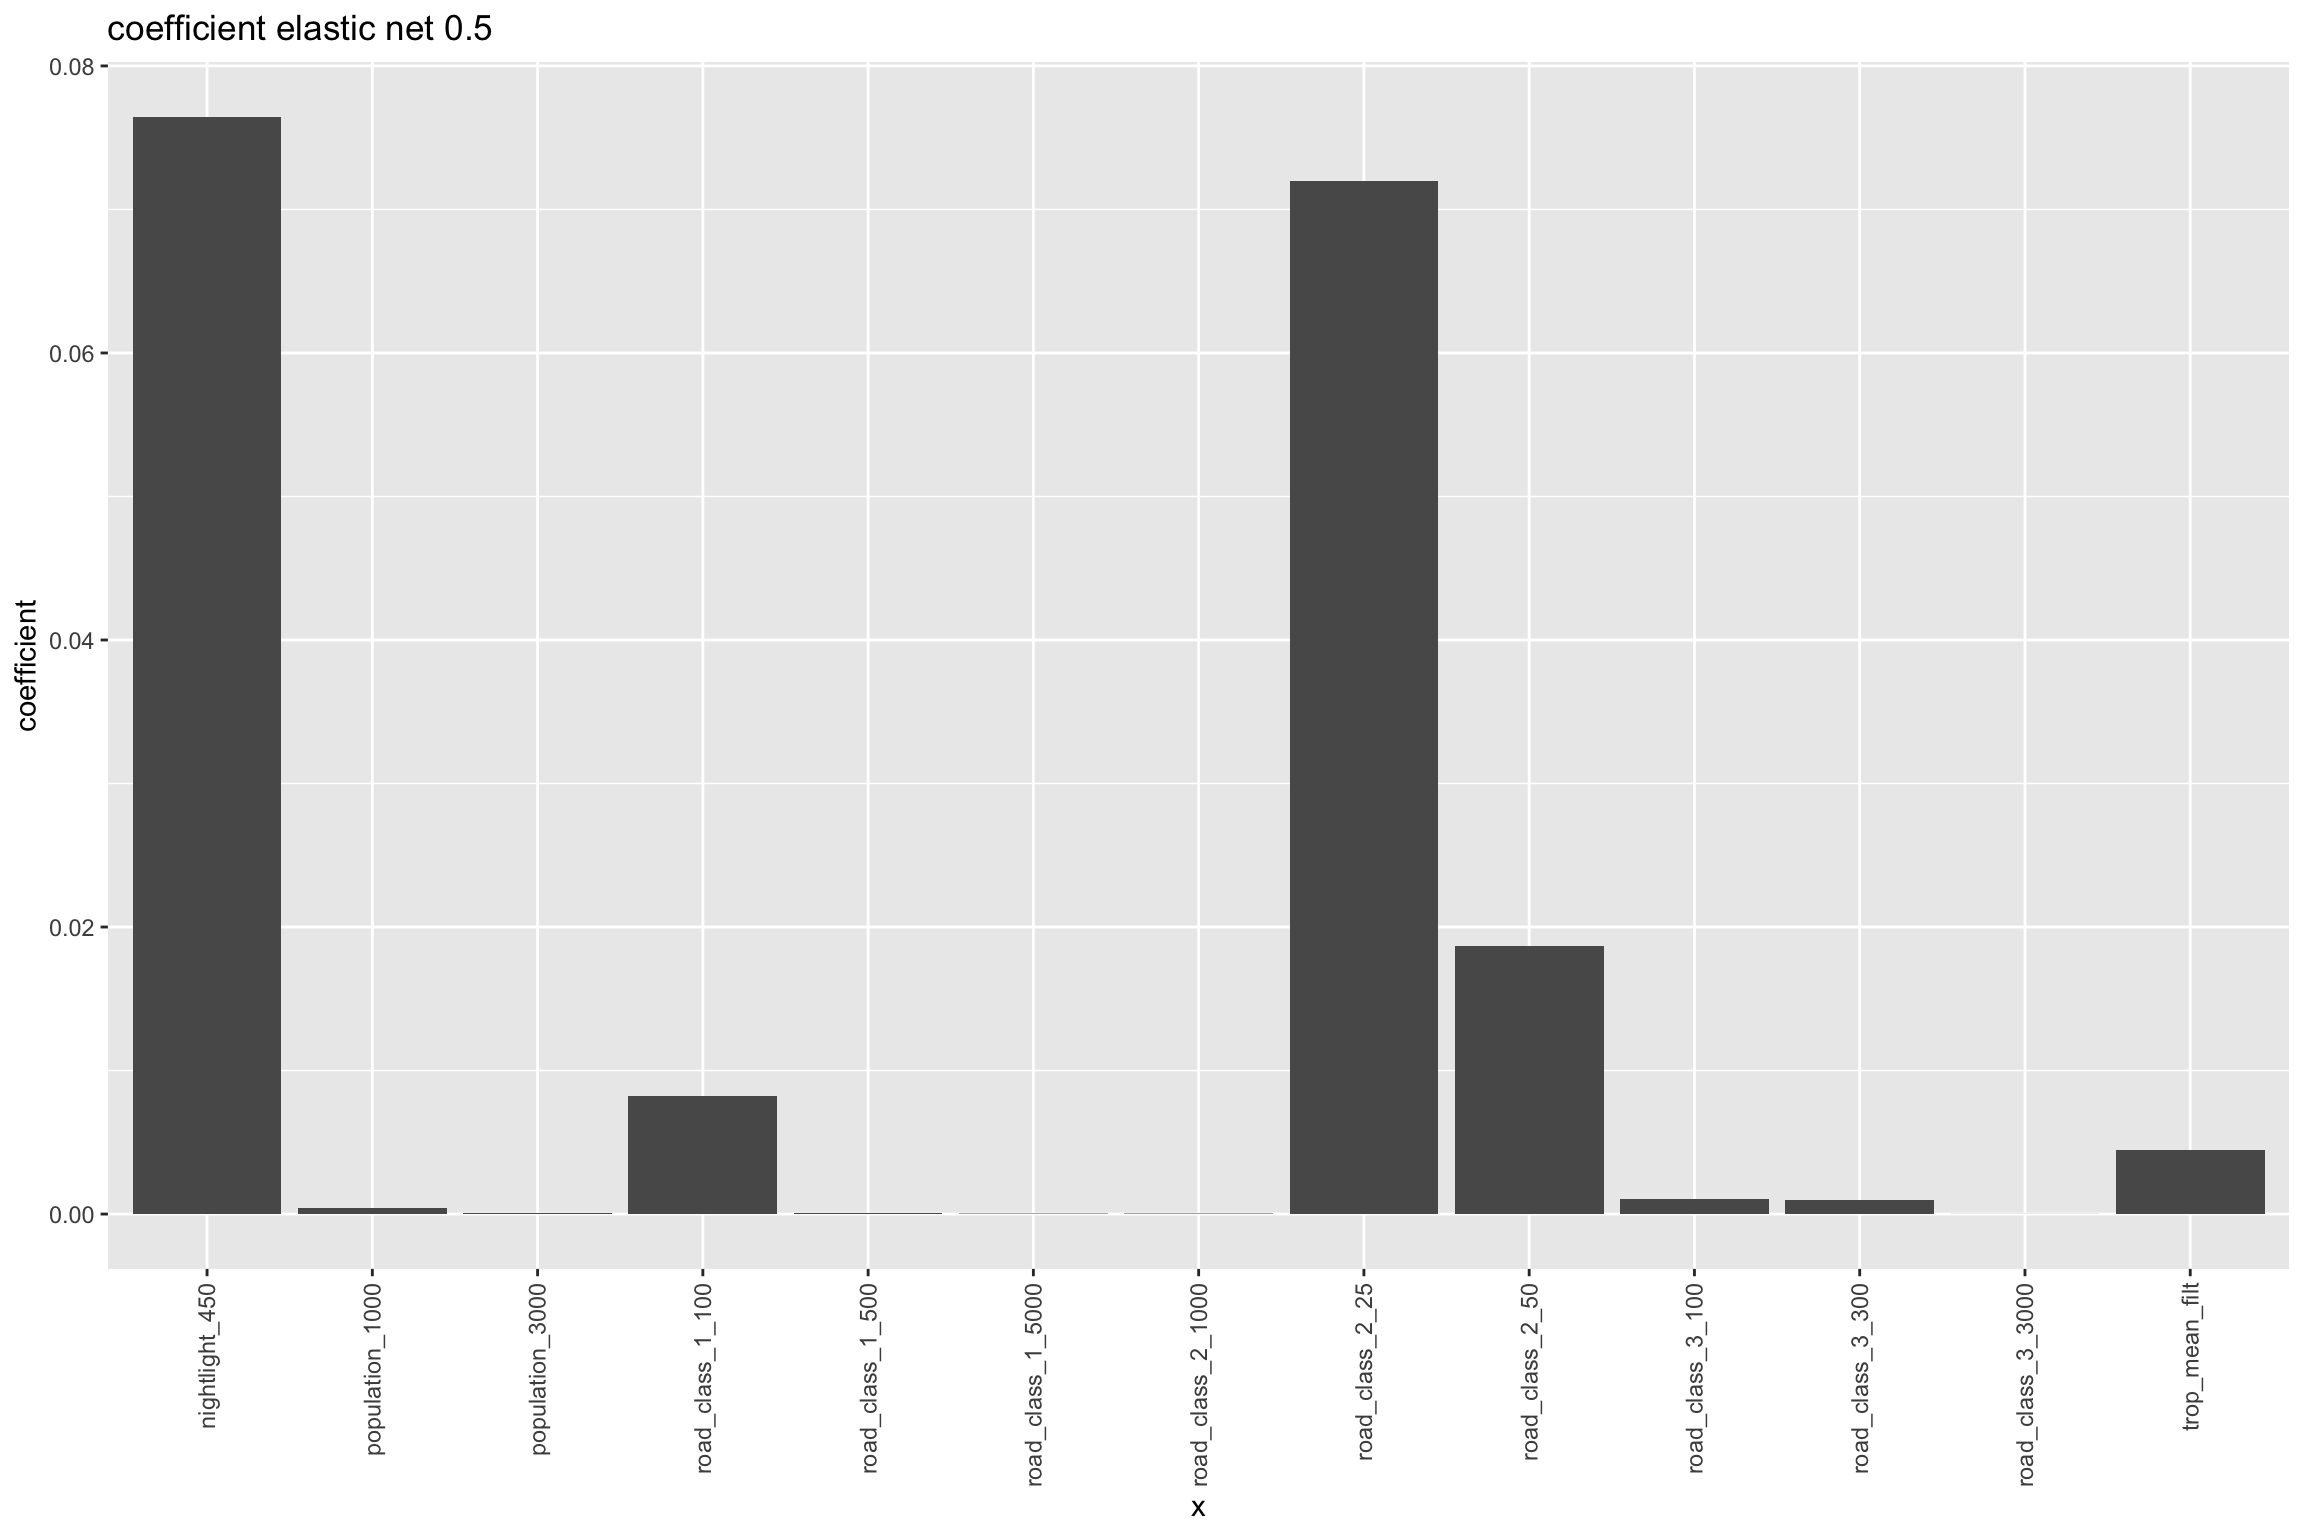 coefficient elastic net 0.5
coefficient
0.08
0.06
0.04
0.02
0.00
nightlight_450
population_1000
population_3000
road_class_1_100
road_class_1_500
road_class_1_5000
road_class_2_1000
road_class_2_25
road_class_2_50
road_class_3_100
road_class_3_300
road_class_3_3000
trop_mean_filt
x